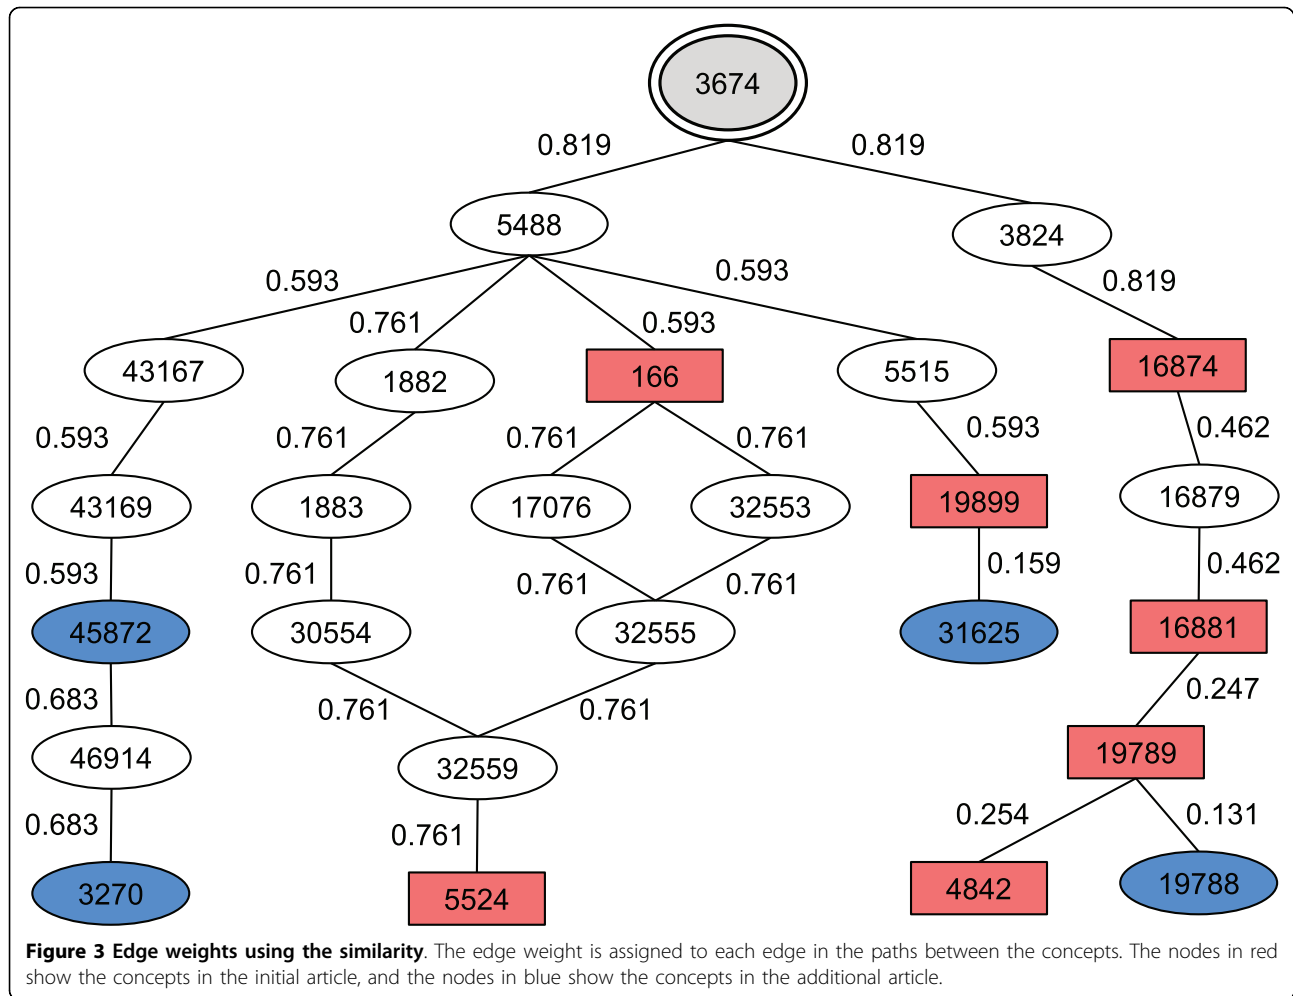 3674
0.819 0.819
5488 3824
0.593 0.761 0.593 0.593 0.819
43167 1882 166 5515 16874
0.593 0.761 0.761 0.761 0.593 0.462
43169 1883 17076 32553 19899 16879
0.593 0.761 0.761 0.761 0.159 0.462
45872 30554 32555 31625 16881
0.683 0.761 0.761 0.247
46914 32559 19789
0.683 0.761 0.254 0.131
3270 5524 4842 19788
Figure 3 Edge weights using the similarity. The edge weight is assigned to each edge in the paths between the concepts. The nodes in red
show the concepts in the initial article, and the nodes in blue show the concepts in the additional article.